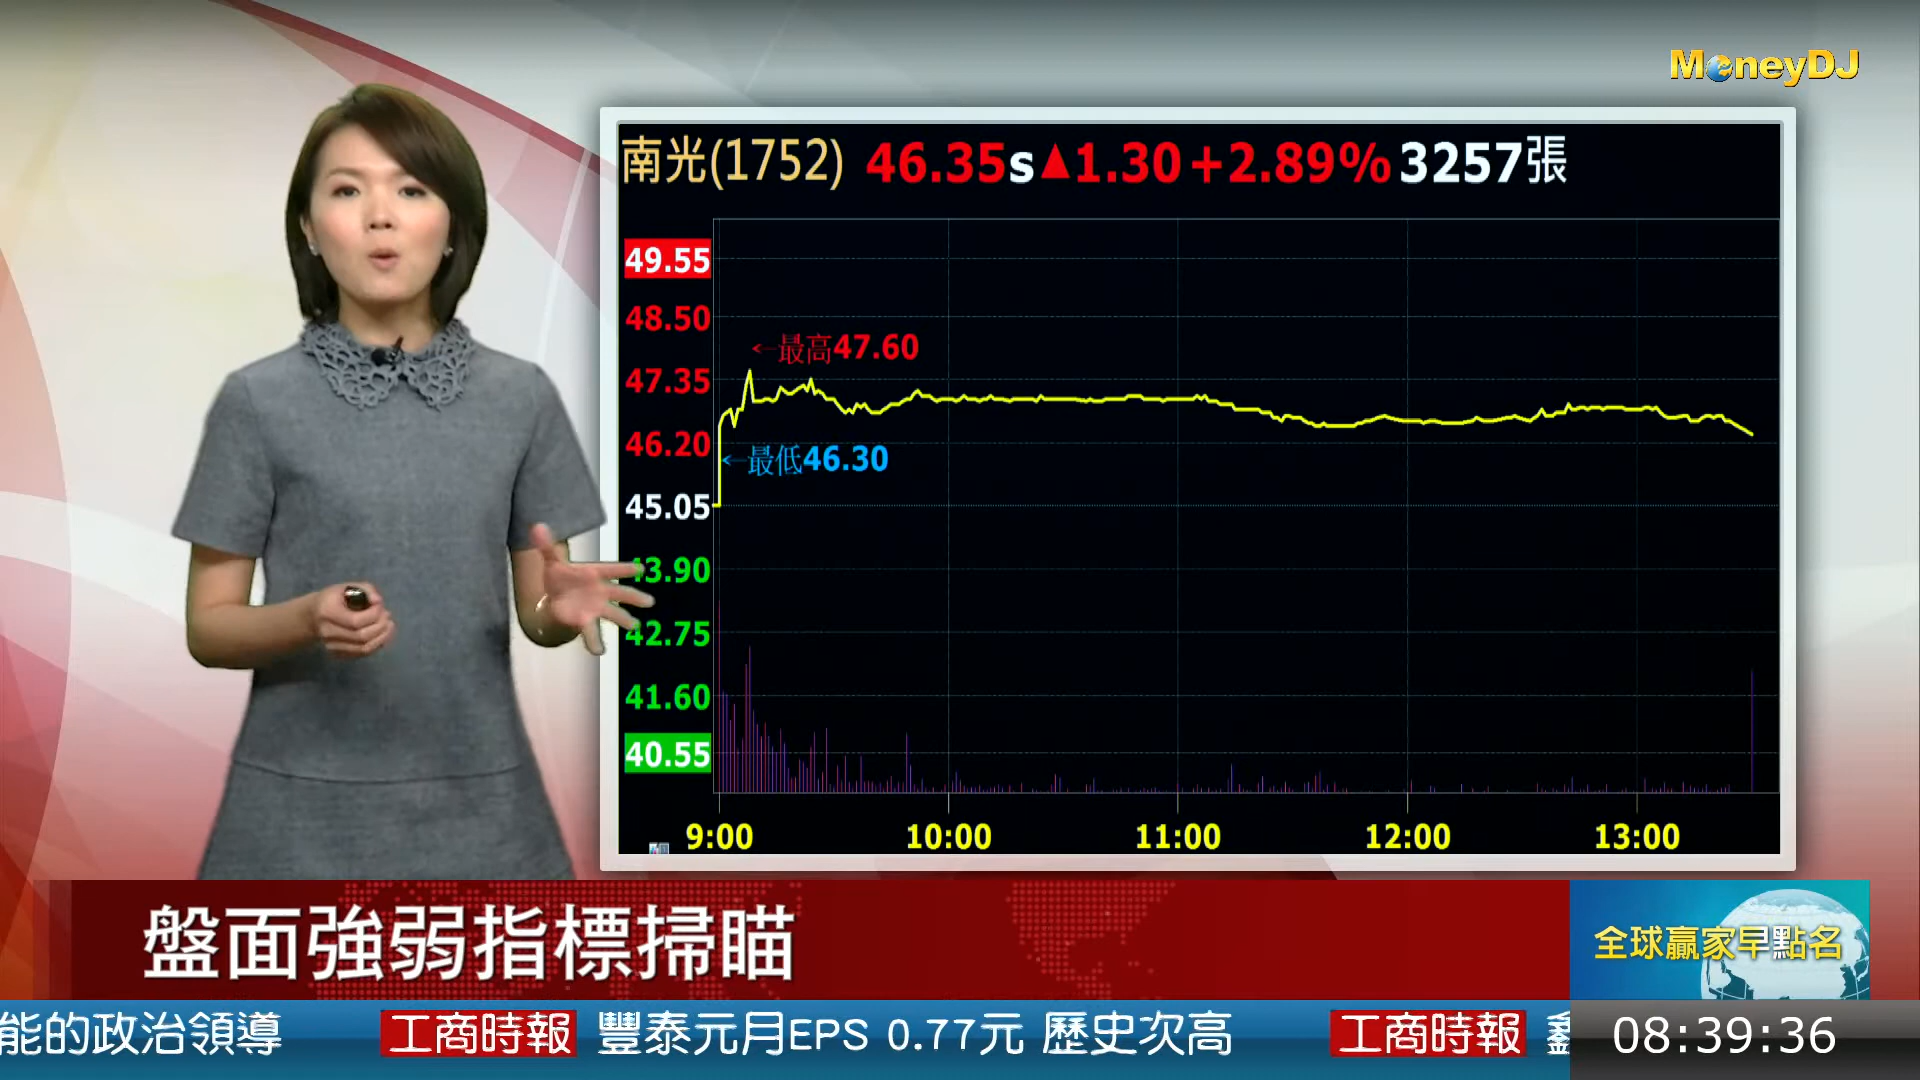 MoneyDJ
南光(1752) 46.35s▲1.30+2.89% 3257張
49.55
48.50
←最高47.60
47.35
46.20
←最低46.30
45.05
43.90
42.75
41.60
40.55
9:00 10:00 11:00 12:00 13:00
盤面強弱指標掃瞄
全球贏家早點名
能的政治領導 工商時報 豐泰元月EPS 0.77元 歷史次高 工商時報
08:39:36